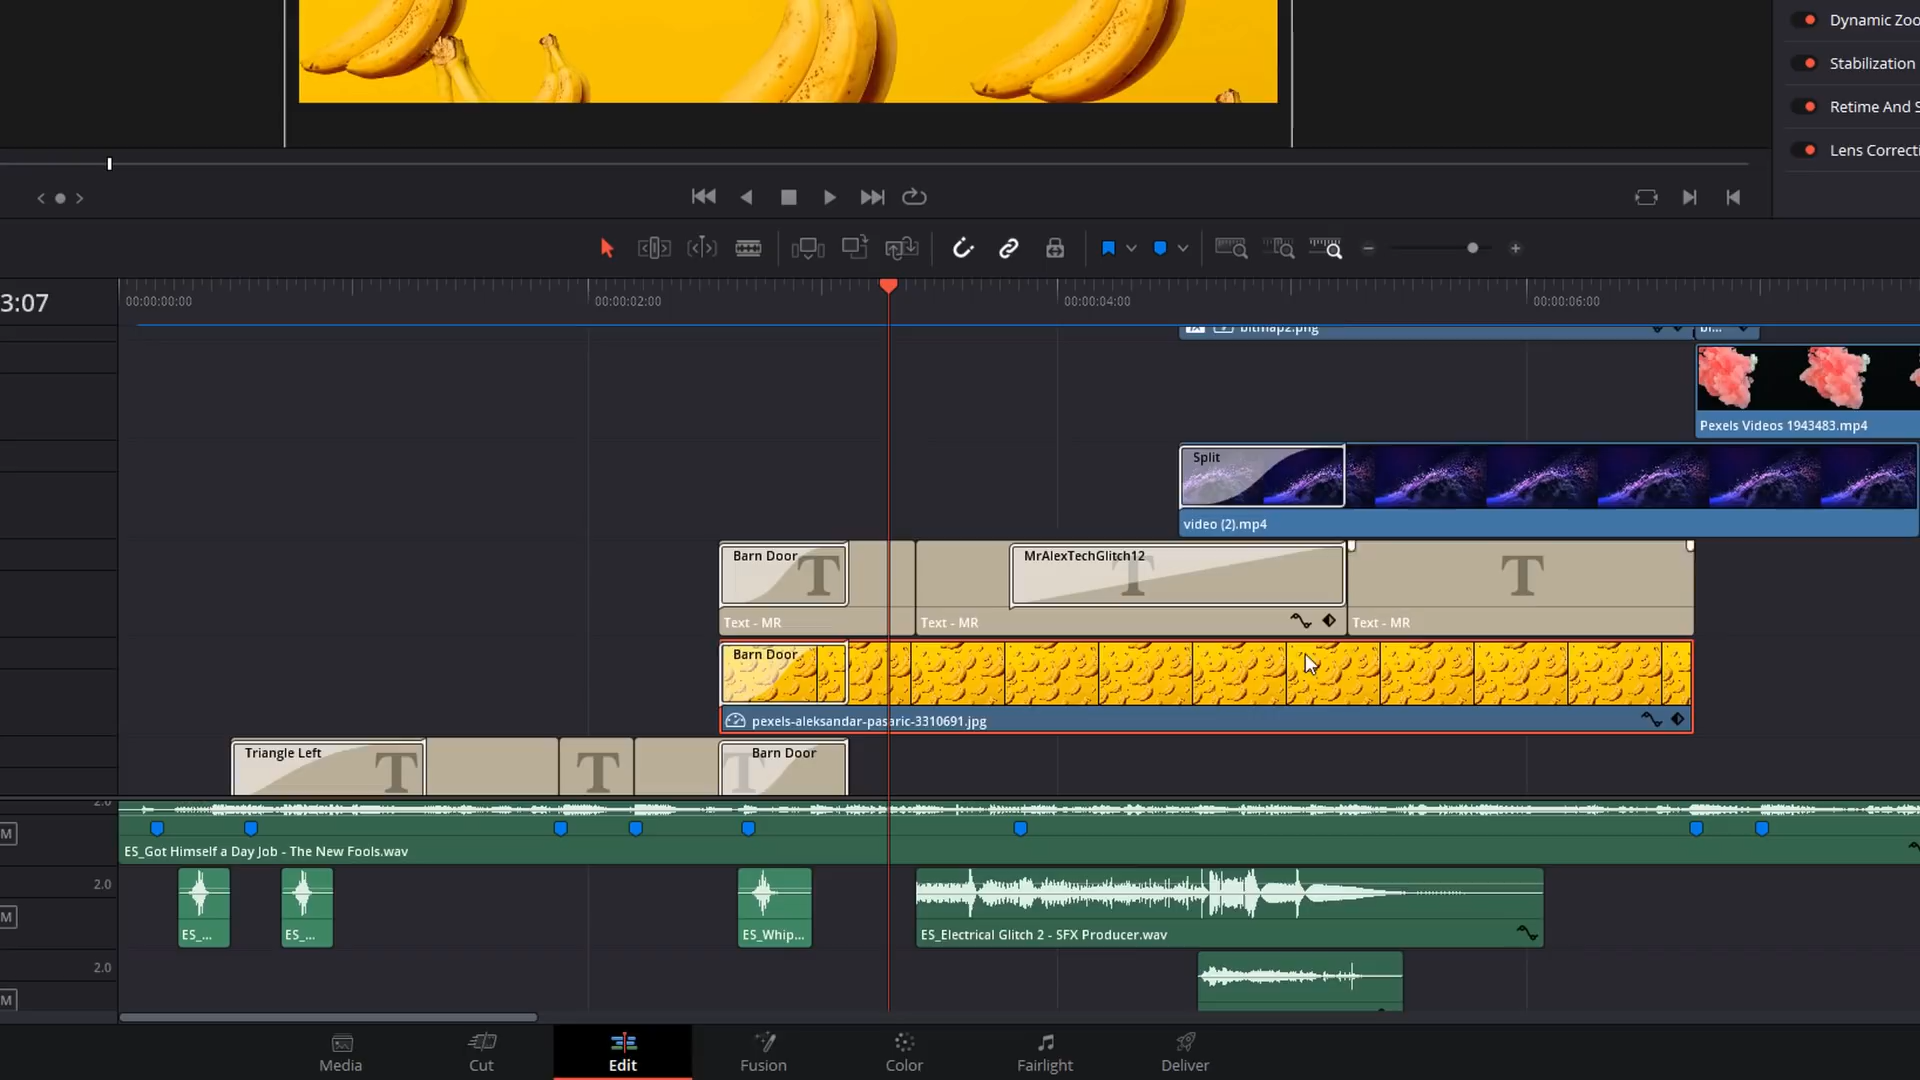 Dynamic Zoo
Stabilization
Retime And S
Lens Correcti
3:07
00:00:00:00
00:00:02:00
00:00:04:00
00:00:06:00
bitmap2.png
bi...
Pexels Videos 1943483.mp4
Split
video (2).mp4
Barn Door
MrAlexTechGlitch12
T
T
T
Text - MR
Text - MR
Text - MR
Barn Door
pexels-aleksandar-pasaric-3310691.jpg
Triangle Left
T
T
T
Barn Door
2.0
M
ES_Got Himself a Day Job - The New Fools.wav
2.0
M
ES_...
ES_...
ES_Whip...
ES_Electrical Glitch 2 - SFX Producer.wav
2.0
M
Media
Cut
Edit
Fusion
Color
Fairlight
Deliver